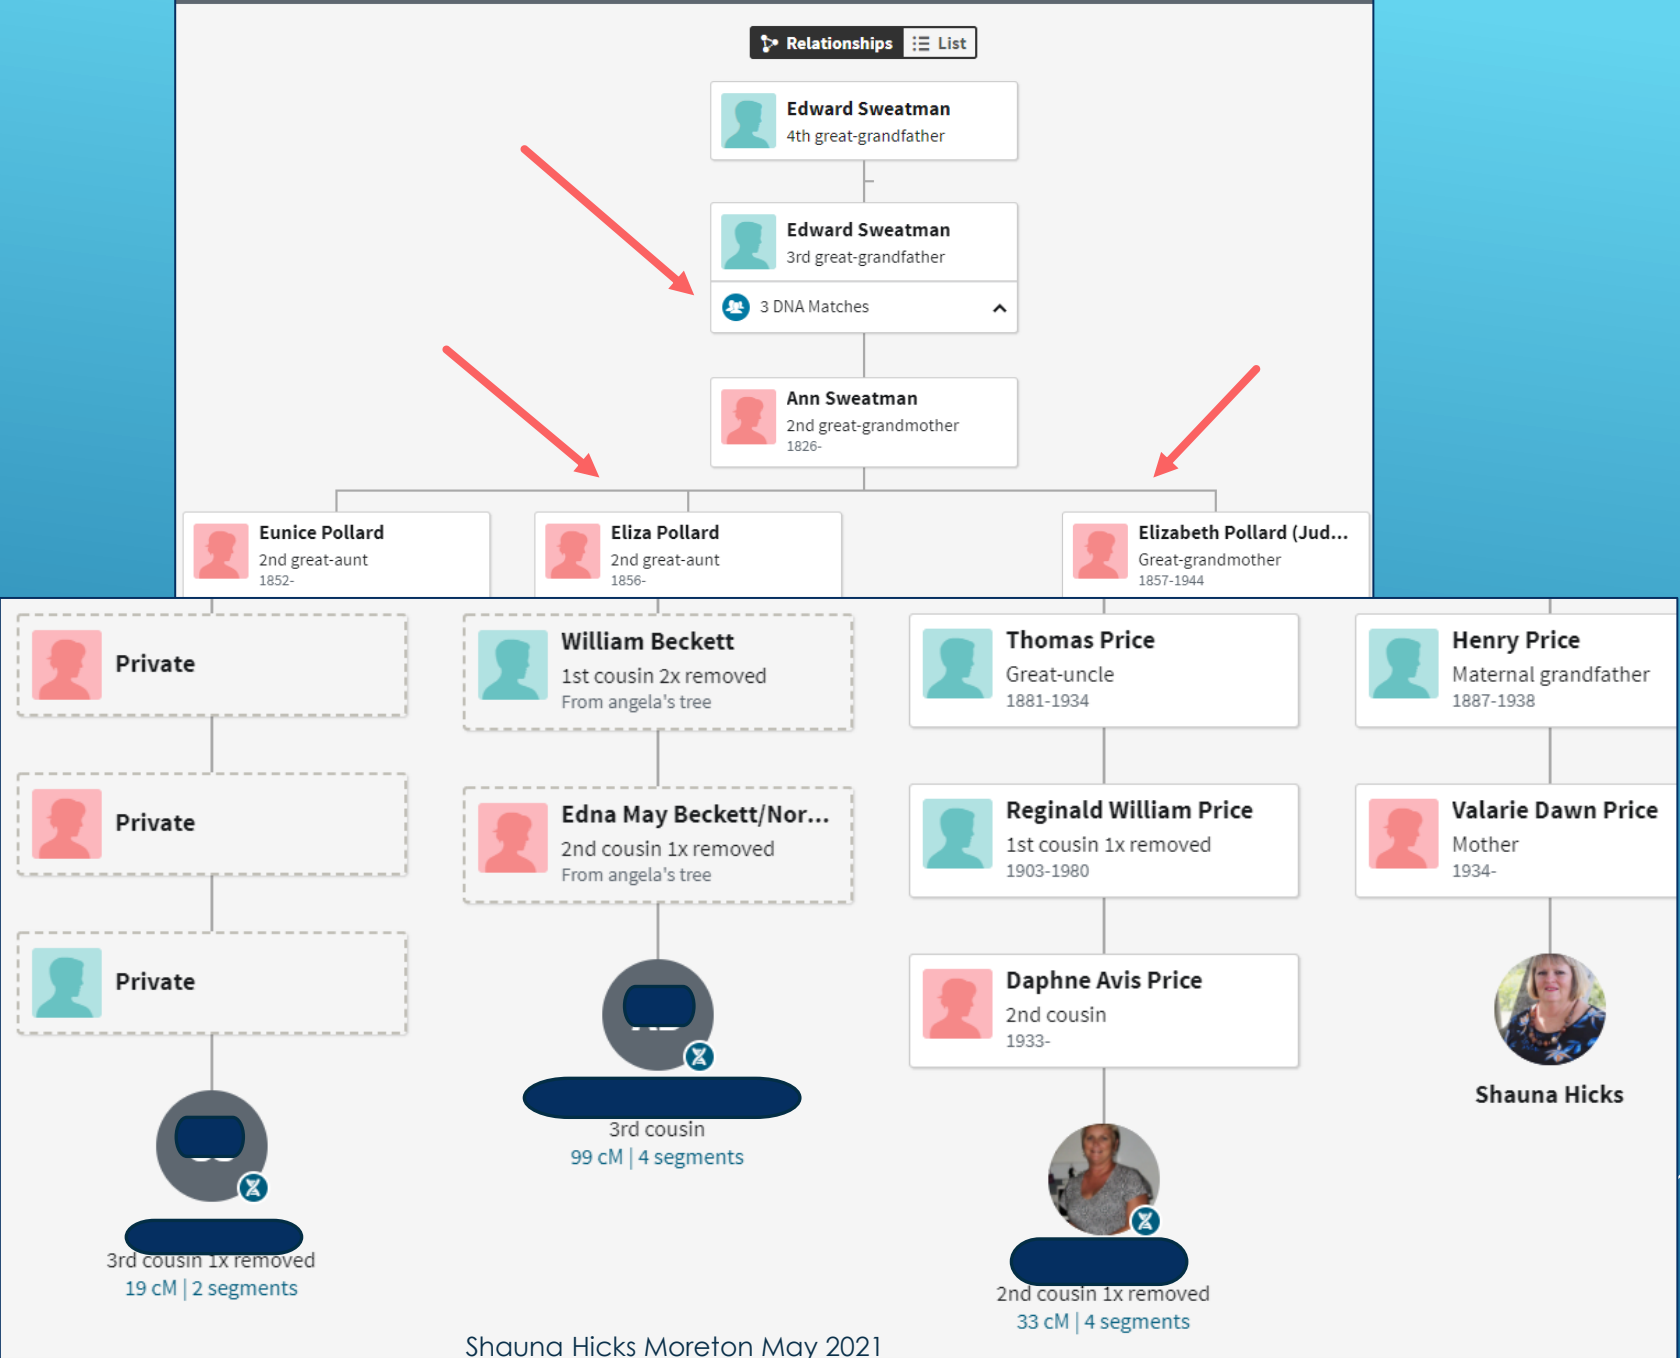 Relationships List
Edward Sweatman
4th great-grandfather
Edward Sweatman
3rd great-grandfather
3 DNA Matches
Ann Sweatman
2nd great-grandmother
1826-
Eunice Pollard
2nd great-aunt
1852-
Eliza Pollard
2nd great-aunt
1856-
Elizabeth Pollard (Jud...
Great-grandmother
1857-1944
Private
Private
Private
3rd cousin 1x removed
19 cM | 2 segments
William Beckett
1st cousin 2x removed
From angela's tree
Edna May Beckett/Nor...
2nd cousin 1x removed
From angela's tree
3rd cousin
99 cM | 4 segments
Thomas Price
Great-uncle
1881-1934
Reginald William Price
1st cousin 1x removed
1903-1980
Daphne Avis Price
2nd cousin
1933-
2nd cousin 1x removed
33 cM | 4 segments
Henry Price
Maternal grandfather
1887-1938
Valarie Dawn Price
Mother
1934-
Shauna Hicks
Shauna Hicks Moreton May 2021